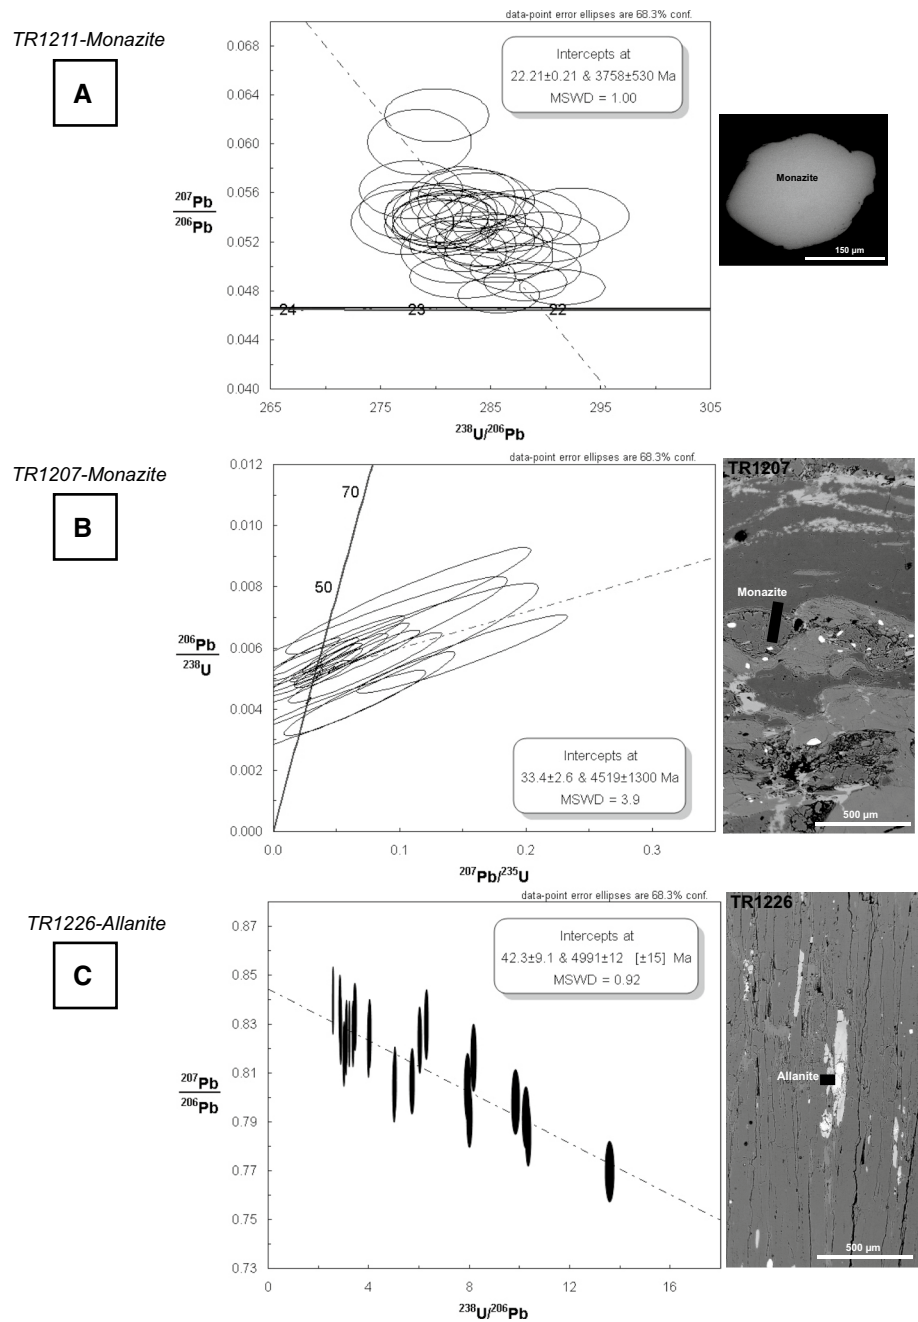 TR1211-Monazite
A
data-point error ellipses are 68.3% conf.
Intercepts at
22.21±0.21 & 3758±530 Ma
MSWD = 1.00
0.068
0.064
0.060
0.056
0.052
0.048
0.044
0.040
207Pb
206Pb
24
23
22
265
275
285
295
305
238U/206Pb
Monazite
150 µm
TR1207-Monazite
B
data-point error ellipses are 68.3% conf.
0.012
0.010
0.008
0.006
0.004
0.002
0.000
206Pb
238U
70
50
Intercepts at
33.4±2.6 & 4519±1300 Ma
MSWD = 3.9
0.0
0.1
0.2
0.3
207Pb/235U
TR1207
Monazite
500 µm
TR1226-Allanite
C
data-point error ellipses are 68.3% conf.
Intercepts at
42.3±9.1 & 4991±12 [±15] Ma
MSWD = 0.92
0.87
0.85
0.83
0.81
0.79
0.77
0.75
0.73
207Pb
206Pb
0
4
8
12
16
238U/206Pb
TR1226
Allanite
500 µm